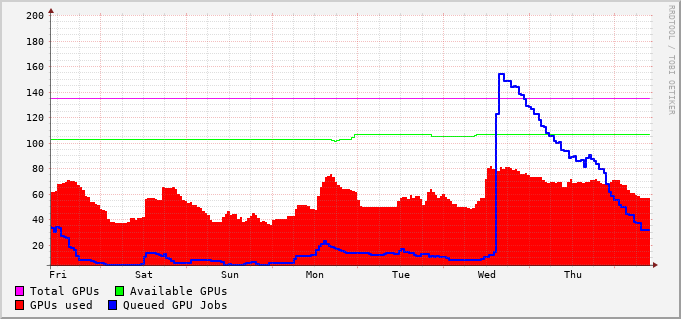 200
180
160
140
120
100
80
60
40
20
Fri Sat Sun Mon Tue Wed Thu
Total GPUs Available GPUs
GPUs used Queued GPU Jobs
RRDTOOL / TOBI OETIKER